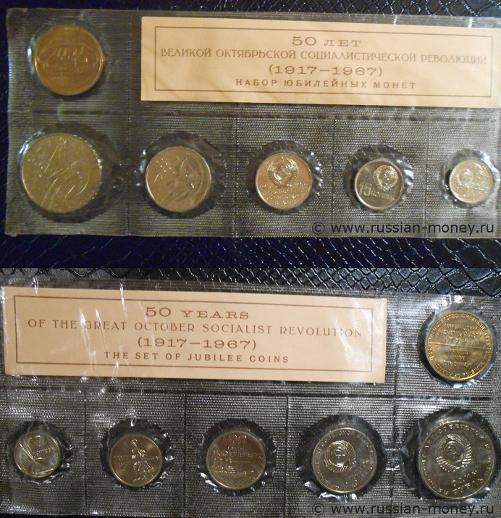 50 ЛЕТ
ВЕЛИКОЙ ОКТЯБРЬСКОЙ СОЦИАЛИСТИЧЕСКОЙ РЕВОЛЮЦИИ
(1917—1967)
НАБОР ЮБИЛЕЙНЫХ МОНЕТ
© www.russian-money.ru
50 YEARS
OF THE GREAT OCTOBER SOCIALIST REVOLUTION
(1917—1967)
THE SET OF JUBILEE COINS
© www.russian-money.ru